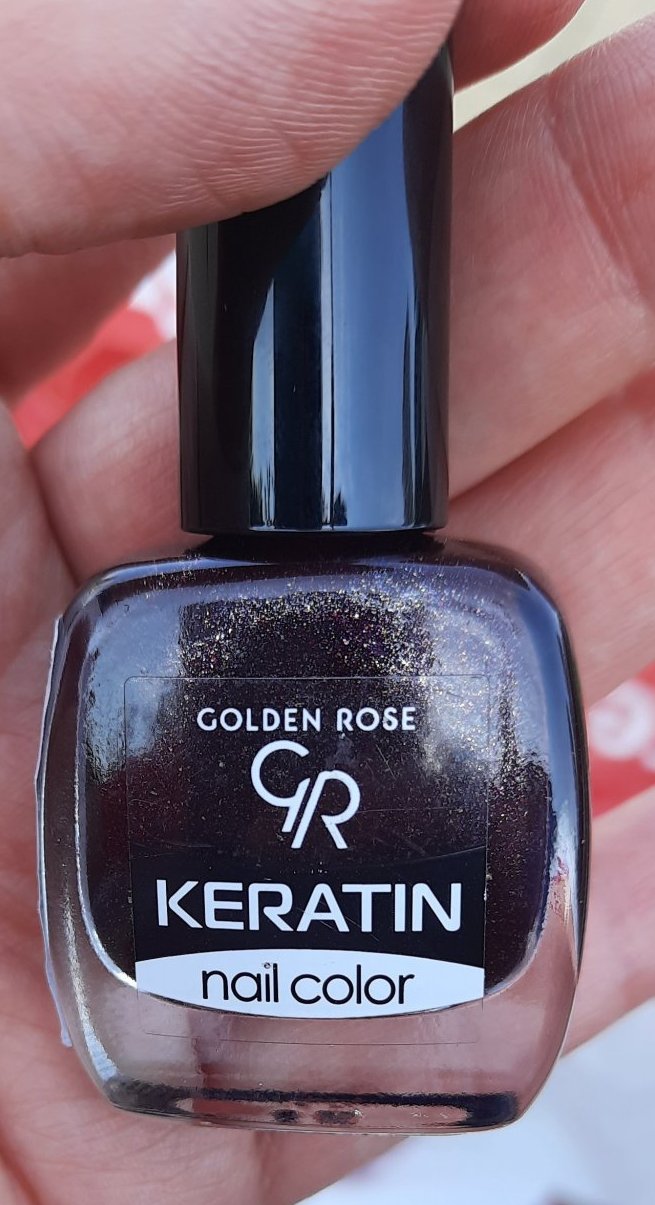 GOLDEN ROSE
GR
KERATIN
nail color